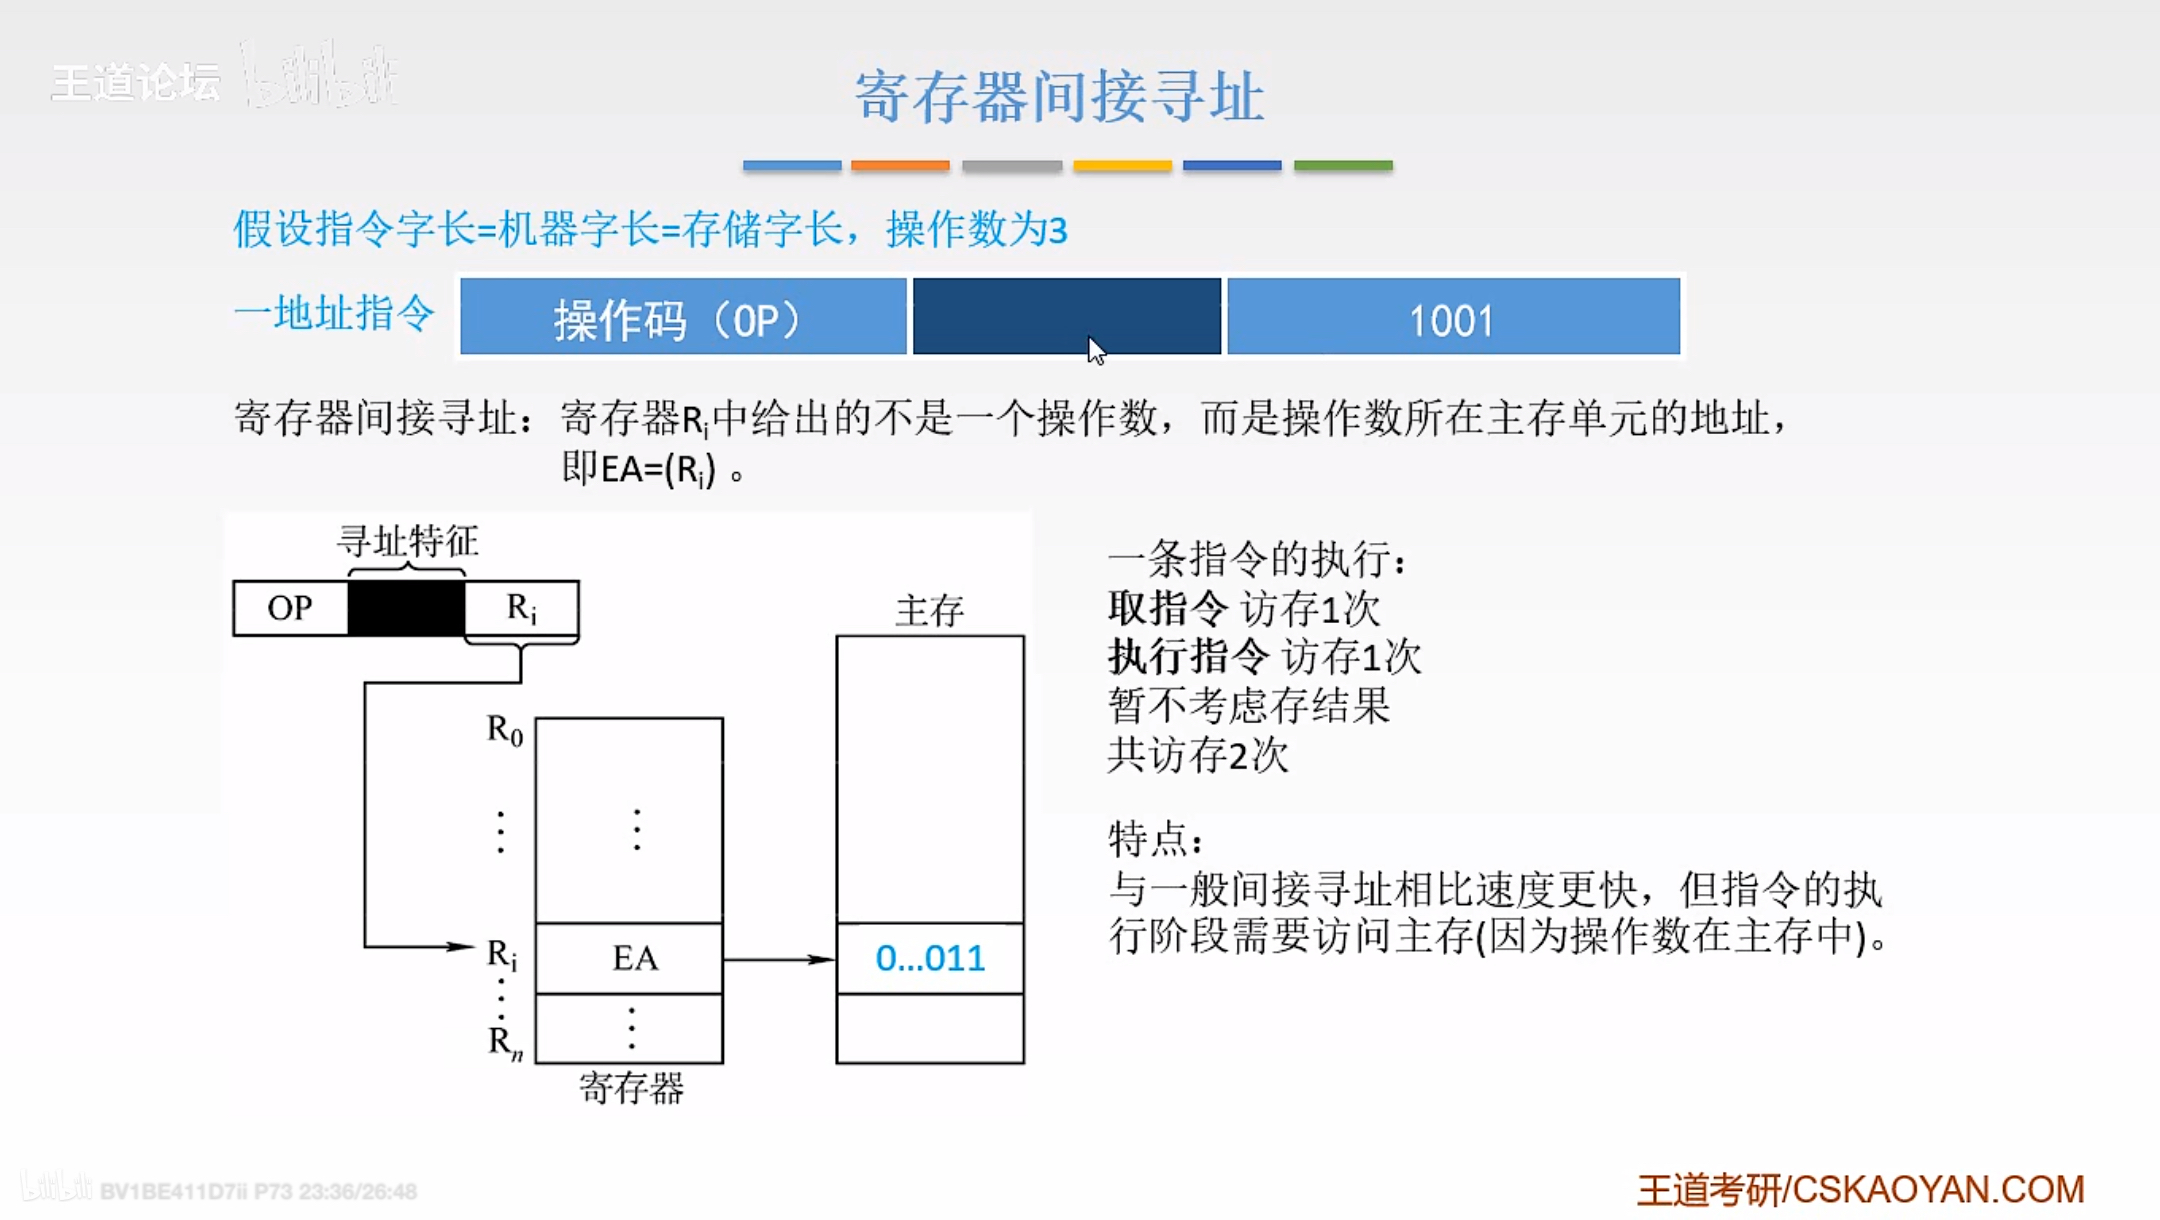 王道论坛 bilibili
寄存器间接寻址
假设指令字长=机器字长=存储字长，操作数为3
一地址指令 操作码（OP） 1001
寄存器间接寻址：寄存器Ri中给出的不是一个操作数，而是操作数所在主存单元的地址，
即EA=(Ri) 。
寻址特征
OP Ri
主存
R0
⋮ ⋮
Ri EA 0...011
⋮ ⋮
Rn
寄存器
一条指令的执行：
取指令 访存1次
执行指令 访存1次
暂不考虑存结果
共访存2次
特点：
与一般间接寻址相比速度更快，但指令的执
行阶段需要访问主存(因为操作数在主存中)。
bilibili BV1BE411D7ii P73 23:36/26:48
王道考研/CSKAOYAN.COM